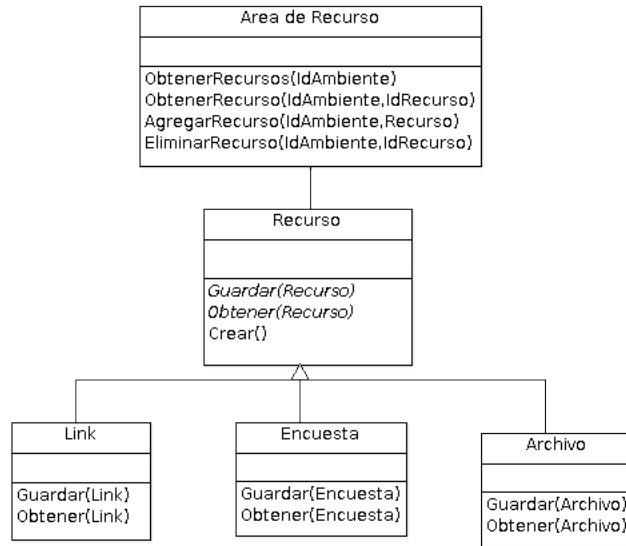 Area de Recurso
ObtenerRecursos(IdAmbiente)
ObtenerRecurso(IdAmbiente,IdRecurso)
AgregarRecurso(IdAmbiente,Recurso)
EliminarRecurso(IdAmbiente,IdRecurso)
Recurso
Guardar(Recurso)
Obtener(Recurso)
Crear()
Link
Guardar(Link)
Obtener(Link)
Encuesta
Guardar(Encuesta)
Obtener(Encuesta)
Archivo
Guardar(Archivo)
Obtener(Archivo)